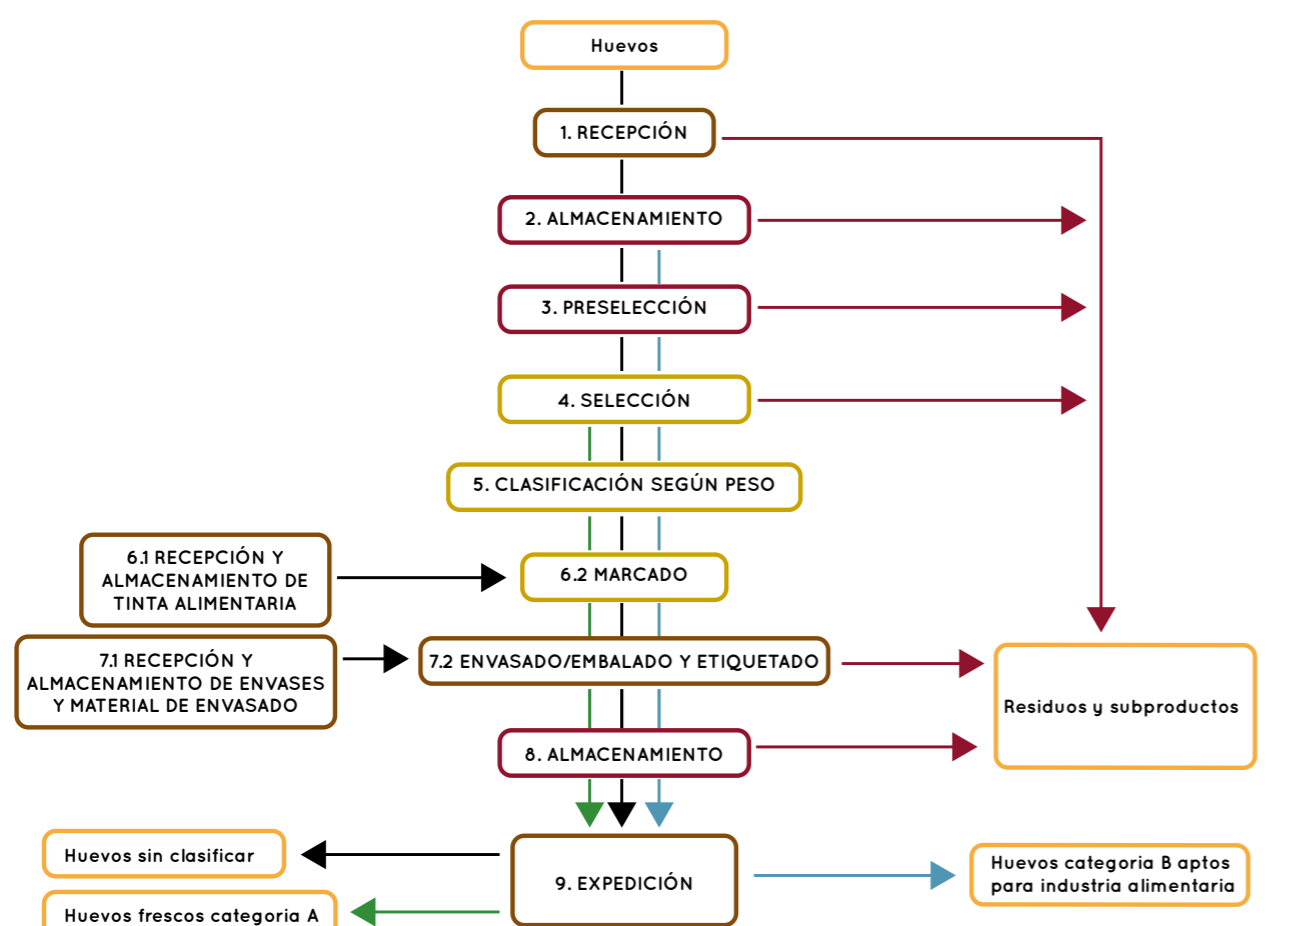 Huevos
1. RECEPCIÓN
2. ALMACENAMIENTO
3. PRESELECCIÓN
4. SELECCIÓN
5. CLASIFICACIÓN SEGÚN PESO
6.1 RECEPCIÓN Y
ALMACENAMIENTO DE
TINTA ALIMENTARIA
6.2 MARCADO
7.1 RECEPCIÓN Y
ALMACENAMIENTO DE ENVASES
Y MATERIAL DE ENVASADO
7.2 ENVASADO/EMBALADO Y ETIQUETADO
Residuos y subproductos
8. ALMACENAMIENTO
Huevos sin clasificar
9. EXPEDICIÓN
Huevos categoria B aptos
para industria alimentaria
Huevos frescos categoria A